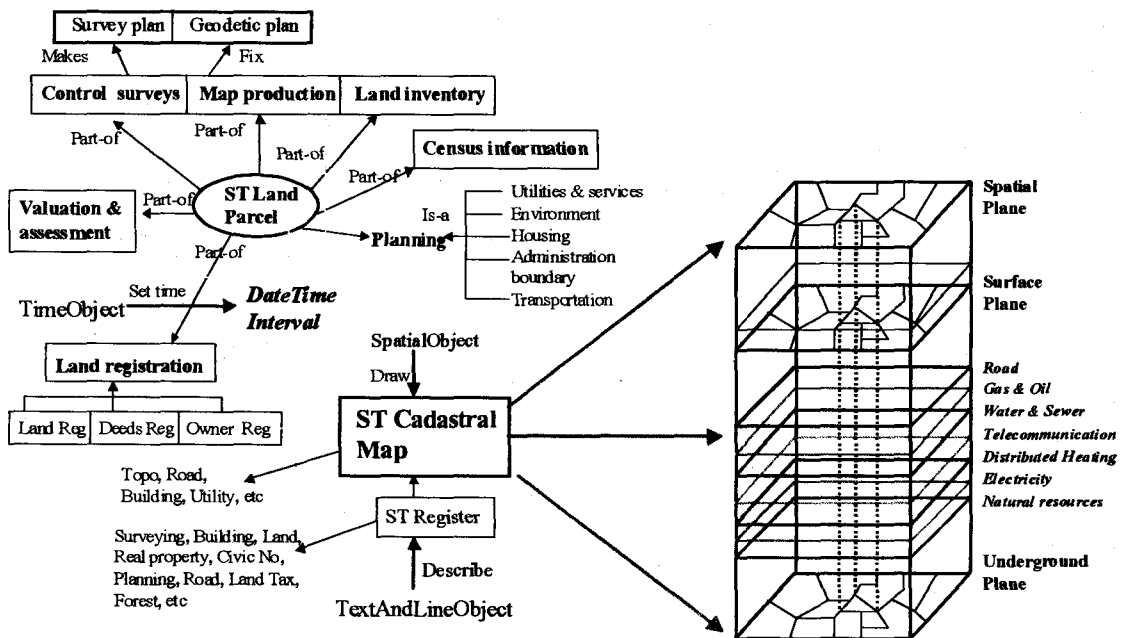 Survey plan Geodetic plan
Makes
Fix
Control surveys Map production Land inventory
Part-of
Part-of
Part-of
Census information
Part-of
Part-of
Valuation &
assessment
ST Land
Parcel
Part-of
Is-a
Planning
Utilities & services
Environment
Housing
Administration
boundary
Transportation
TimeObject
Set time
DateTime
Interval
Land registration
Land Reg Deeds Reg Owner Reg
SpatialObject
Draw
ST Cadastral
Map
Topo, Road,
Building, Utility, etc
ST Register
Surveying, Building, Land,
Real property, Civic No,
Planning, Road, Land Tax,
Forest, etc
Describe
TextAndLineObject
Spatial
Plane
Surface
Plane
Road
Gas & Oil
Water & Sewer
Telecommunication
Distributed Heating
Electricity
Natural resources
Underground
Plane